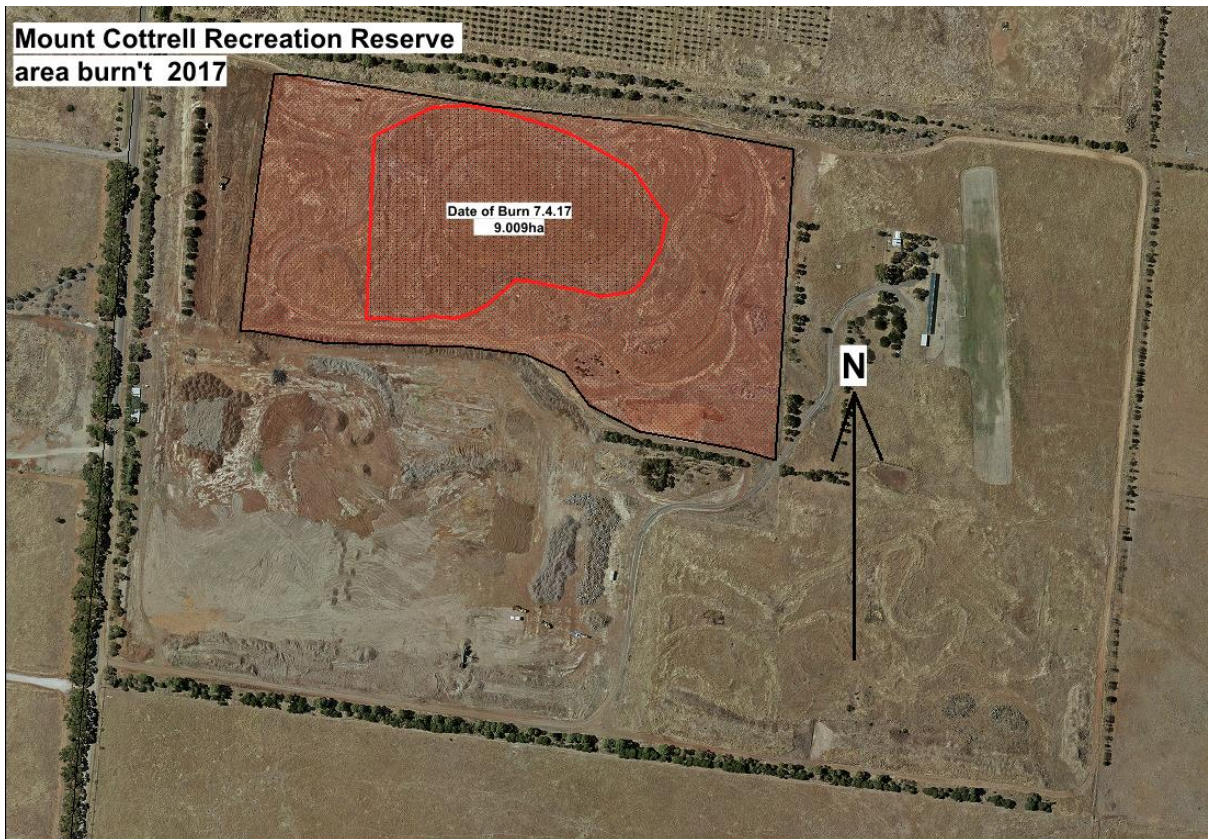 Mount Cottrell Recreation Reserve
area burn't 2017
Date of Burn 7.4.17
9.009ha
N